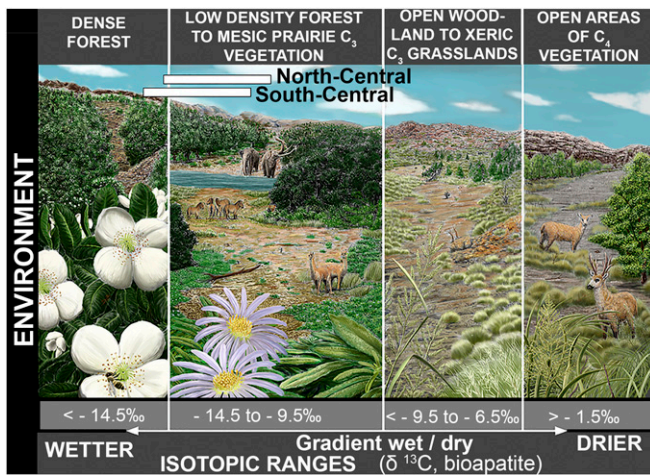 DENSE
FOREST
LOW DENSITY FOREST
TO MESIC PRAIRIE C₃
VEGETATION
OPEN WOOD-
LAND TO XERIC
C₃ GRASSLANDS
OPEN AREAS
OF C₄
VEGETATION
North-Central
South-Central
ENVIRONMENT
< - 14.5‰
- 14.5 to - 9.5‰
< - 9.5 to - 6.5‰
> - 1.5‰
WETTER
Gradient wet / dry
DRIER
ISOTOPIC RANGES (δ ¹³C, bioapatite)